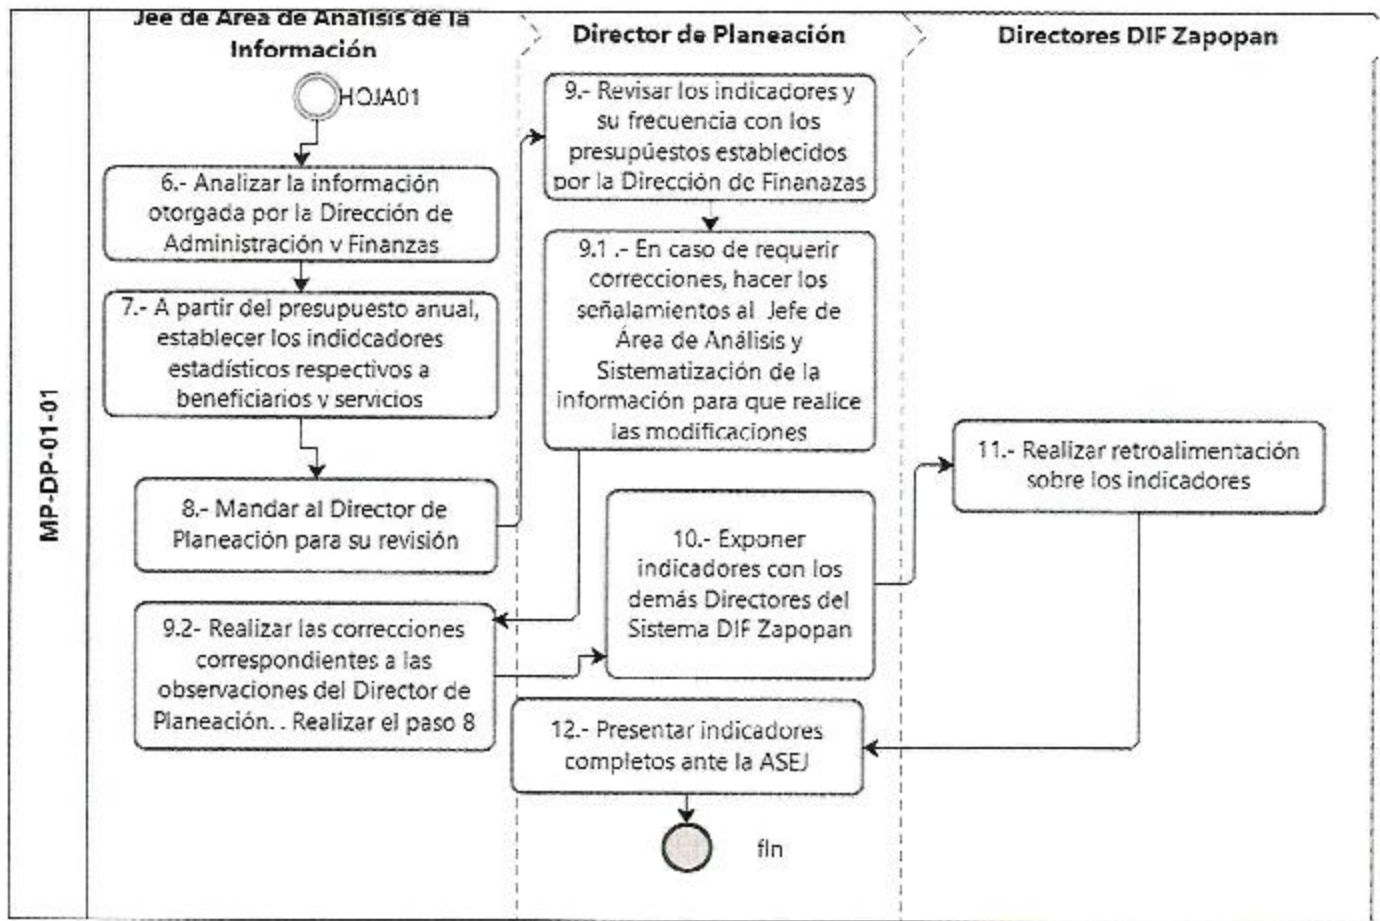 Jee de Área de Análisis de la
Información
Director de Planeación
Directores DIF Zapopan
MP-DP-01-01
HOJA01
6.- Analizar la información
otorgada por la Dirección de
Administración y Finanzas
7.- A partir del presupuesto anual,
establecer los indidcadores
estadísticos respectivos a
beneficiarios y servicios
8.- Mandar al Director de
Planeación para su revisión
9.2- Realizar las correcciones
correspondientes a las
observaciones del Director de
Planeación. . Realizar el paso 8
9.- Revisar los indicadores y
su frecuencia con los
presupúestos establecidos
por la Dirección de Finanazas
9.1 .- En caso de requerir
correcciones, hacer los
señalamientos al Jefe de
Área de Análisis y
Sistematización de la
información para que realice
las modificaciones
10.- Exponer
indicadores con los
demás Directores del
Sistema DIF Zapopan
11.- Realizar retroalimentación
sobre los indicadores
12.- Presentar indicadores
completos ante la ASEJ
fin